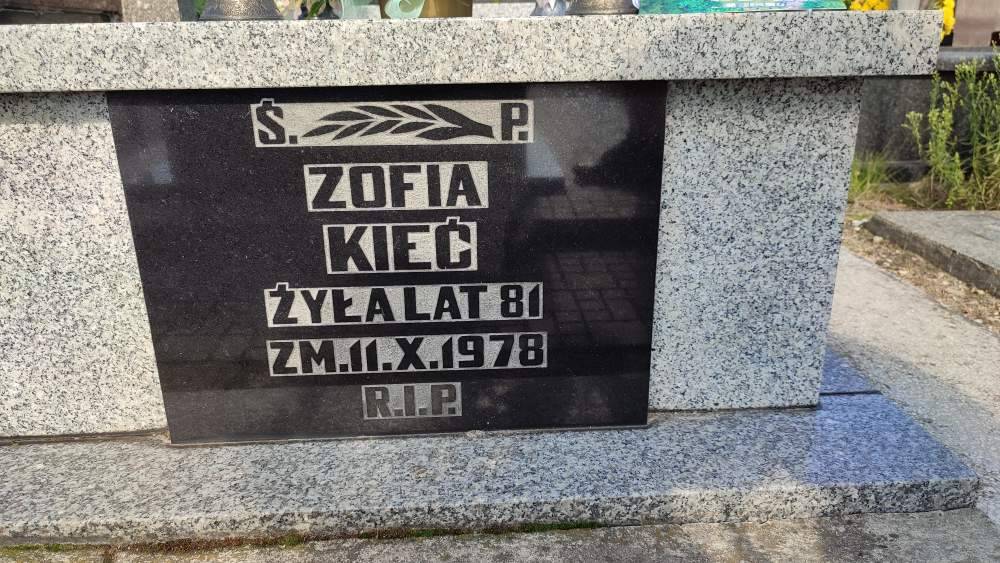 Ś. P.
ZOFIA
KIEĆ
ŻYŁA LAT 81
ZM.11.X.1978
R.I.P.